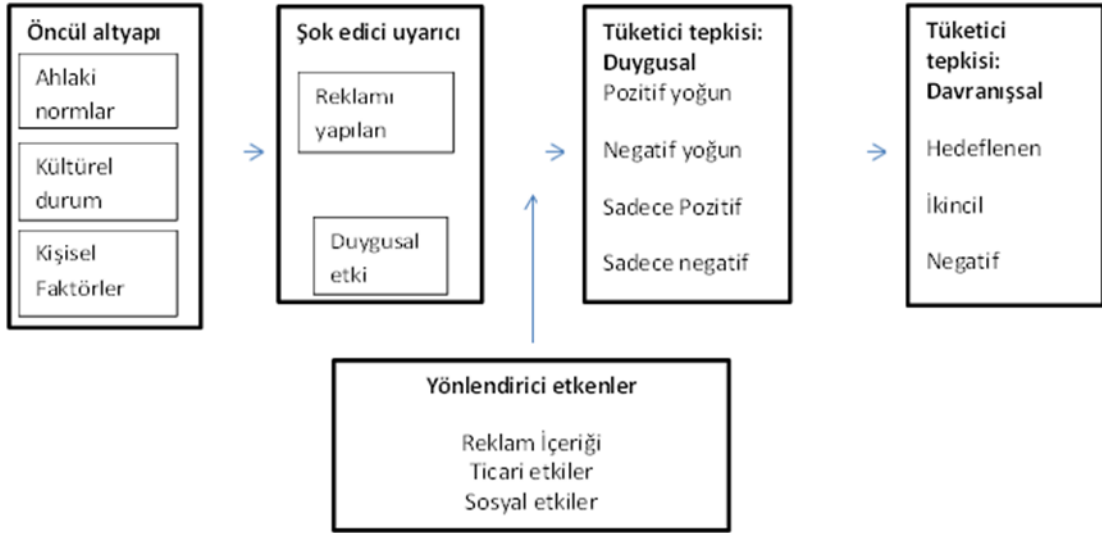 Öncül altyapı
Ahlaki
normlar
Kültürel
durum
Kişisel
Faktörler
Şok edici uyarıcı
Reklamı
yapılan
Duygusal
etki
Tüketici tepkisi:
Duygusal
Pozitif yoğun
Negatif yoğun
Sadece Pozitif
Sadece negatif
Tüketici
tepkisi:
Davranışsal
Hedeflenen
İkincil
Negatif
Yönlendirici etkenler
Reklam İçeriği
Ticari etkiler
Sosyal etkiler